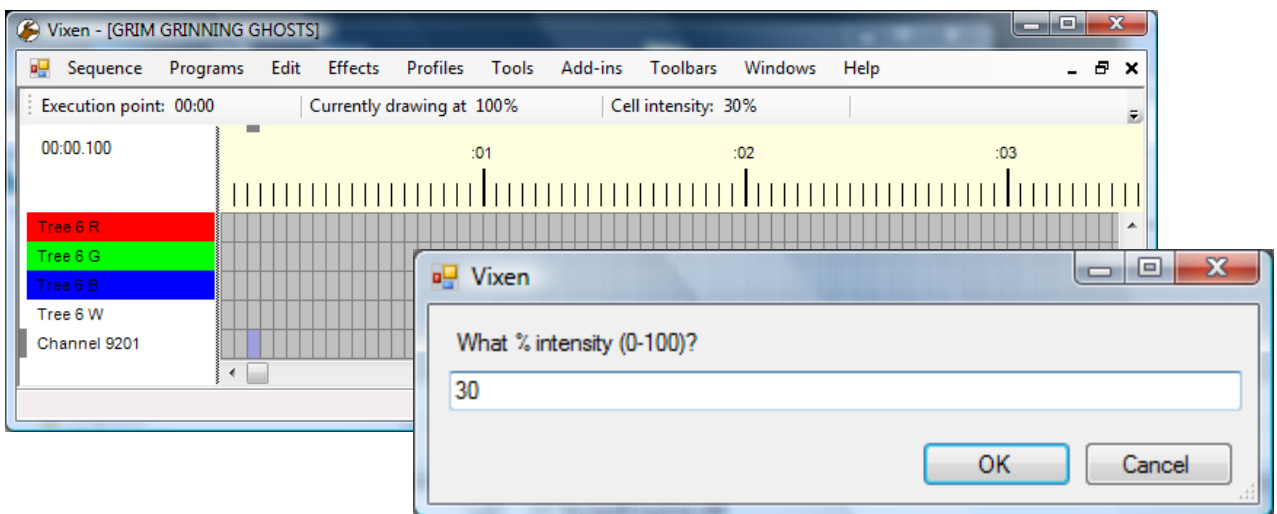 Vixen - [GRIM GRINNING GHOSTS]
Sequence Programs Edit Effects Profiles Tools Add-ins Toolbars Windows Help
Execution point: 00:00 Currently drawing at 100% Cell intensity: 30%
00:00.100 :01 :02 :03
Tree 6 R
Tree 6 G
Tree 6 B
Tree 6 W
Channel 9201
Vixen
What % intensity (0-100)?
30
OK Cancel